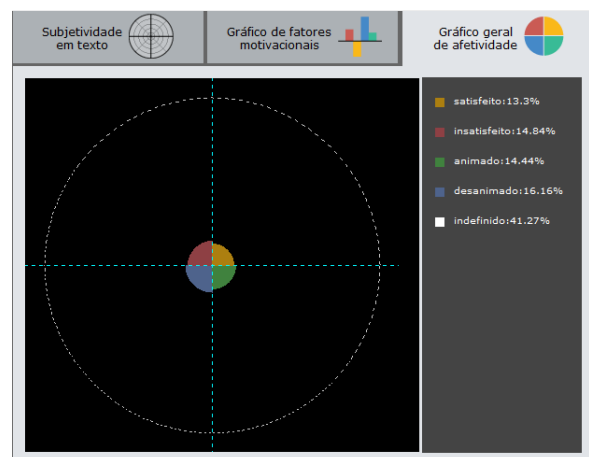 Subjetividade
em texto
Gráfico de fatores
motivacionais
Gráfico geral
de afetividade
satisfeito:13.3%
insatisfeito:14.84%
animado:14.44%
desanimado:16.16%
indefinido:41.27%